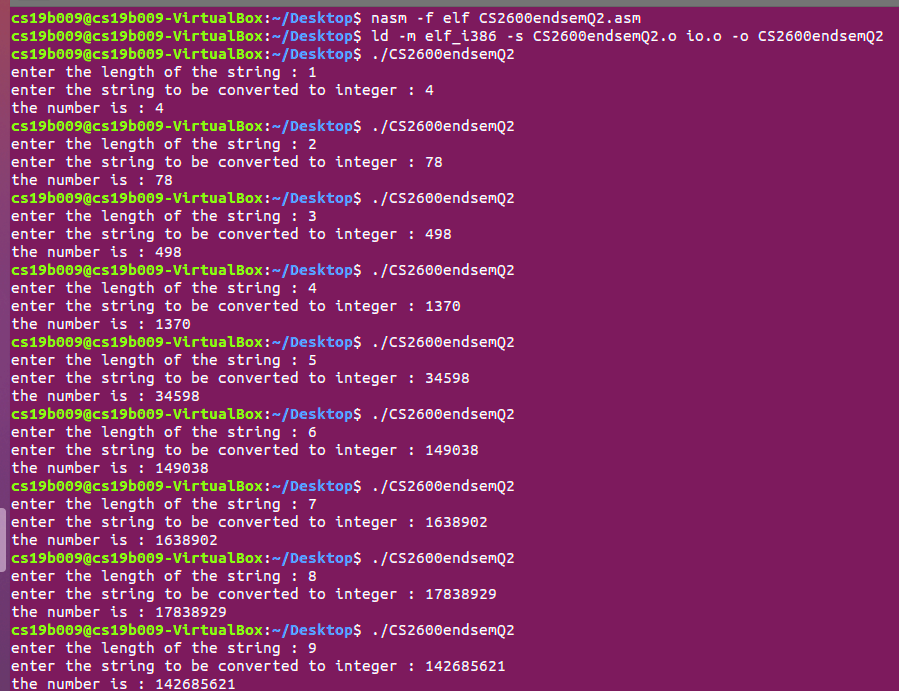 cs19b009@cs19b009-VirtualBox:~/Desktop$ nasm -f elf CS2600endsemQ2.asm
cs19b009@cs19b009-VirtualBox:~/Desktop$ ld -m elf_i386 -s CS2600endsemQ2.o io.o -o CS2600endsemQ2
cs19b009@cs19b009-VirtualBox:~/Desktop$ ./CS2600endsemQ2
enter the length of the string : 1
enter the string to be converted to integer : 4
the number is : 4
cs19b009@cs19b009-VirtualBox:~/Desktop$ ./CS2600endsemQ2
enter the length of the string : 2
enter the string to be converted to integer : 78
the number is : 78
cs19b009@cs19b009-VirtualBox:~/Desktop$ ./CS2600endsemQ2
enter the length of the string : 3
enter the string to be converted to integer : 498
the number is : 498
cs19b009@cs19b009-VirtualBox:~/Desktop$ ./CS2600endsemQ2
enter the length of the string : 4
enter the string to be converted to integer : 1370
the number is : 1370
cs19b009@cs19b009-VirtualBox:~/Desktop$ ./CS2600endsemQ2
enter the length of the string : 5
enter the string to be converted to integer : 34598
the number is : 34598
cs19b009@cs19b009-VirtualBox:~/Desktop$ ./CS2600endsemQ2
enter the length of the string : 6
enter the string to be converted to integer : 149038
the number is : 149038
cs19b009@cs19b009-VirtualBox:~/Desktop$ ./CS2600endsemQ2
enter the length of the string : 7
enter the string to be converted to integer : 1638902
the number is : 1638902
cs19b009@cs19b009-VirtualBox:~/Desktop$ ./CS2600endsemQ2
enter the length of the string : 8
enter the string to be converted to integer : 17838929
the number is : 17838929
cs19b009@cs19b009-VirtualBox:~/Desktop$ ./CS2600endsemQ2
enter the length of the string : 9
enter the string to be converted to integer : 142685621
the number is : 142685621